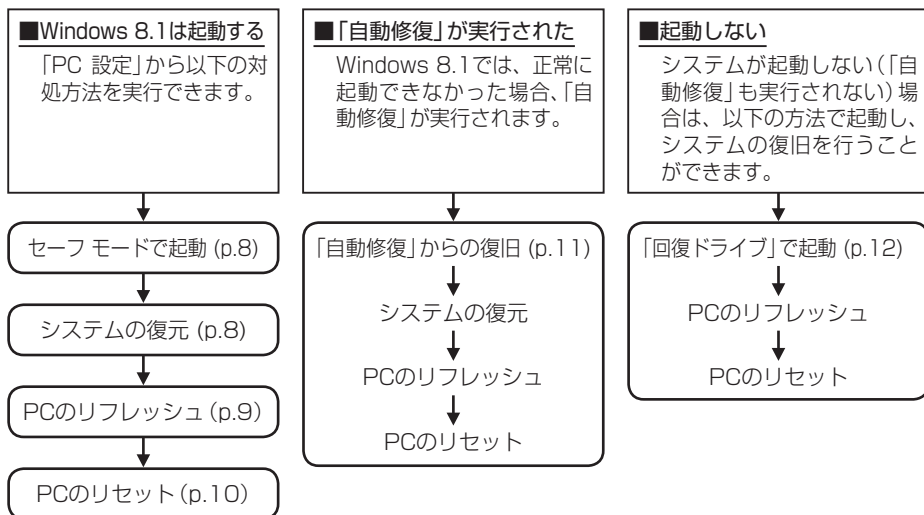 ■Windows 8.1は起動する
「PC 設定」から以下の対
処方法を実行できます。
セーフ モードで起動 (p.8)
システムの復元 (p.8)
PCのリフレッシュ (p.9)
PCのリセット (p.10)
■「自動修復」が実行された
Windows 8.1では、正常に
起動できなかった場合、「自
動修復」が実行されます。
「自動修復」からの復旧 (p.11)
システムの復元
PCのリフレッシュ
PCのリセット
■起動しない
システムが起動しない（「自
動修復」も実行されない）場
合は、以下の方法で起動し、
システムの復旧を行うこと
ができます。
「回復ドライブ」で起動 (p.12)
PCのリフレッシュ
PCのリセット